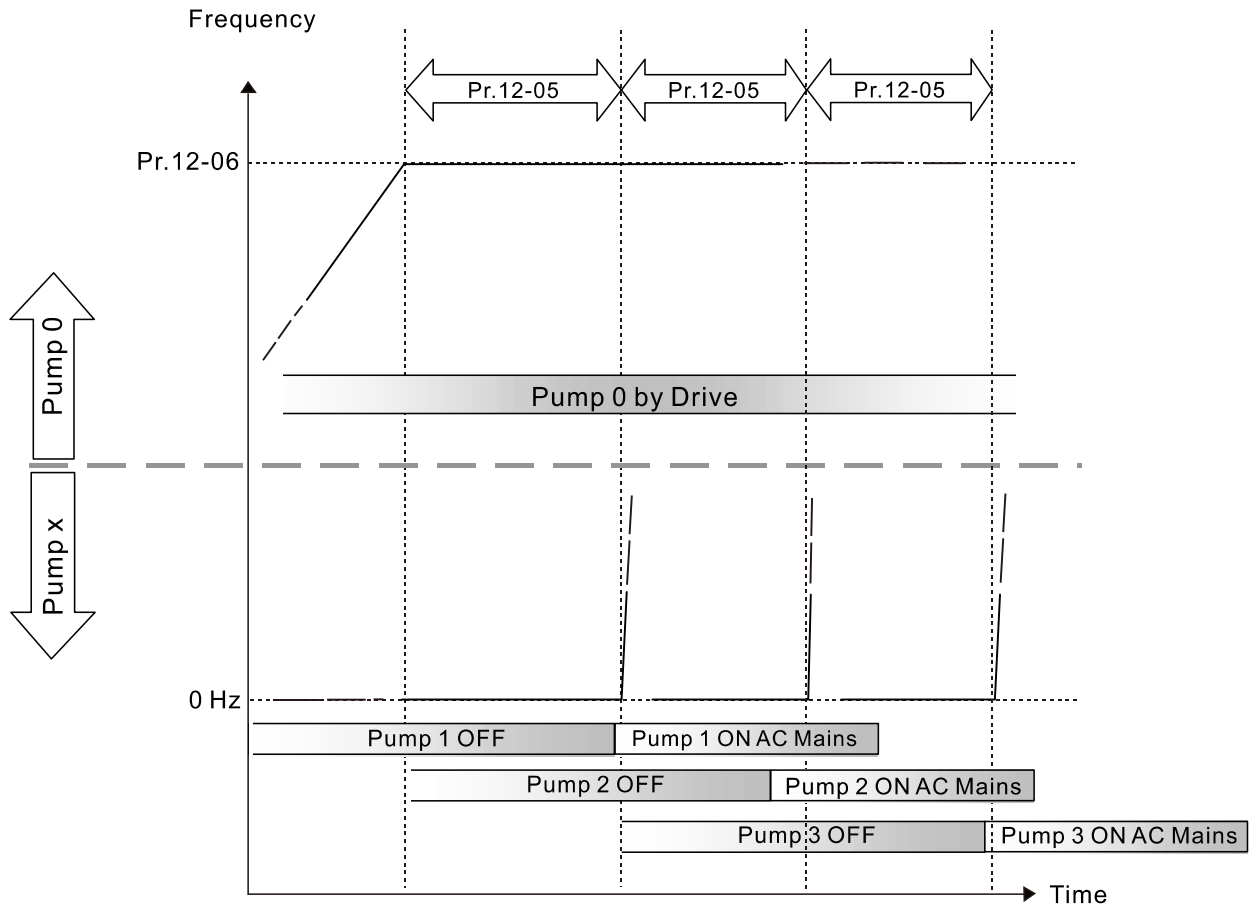 Frequency
Pr.12-05
Pr.12-05
Pr.12-05
Pr.12-06
Pump 0
Pump 0 by Drive
Pump x
0 Hz
Pump 1 OFF
Pump 1 ON AC Mains
Pump 2 OFF
Pump 2 ON AC Mains
Pump 3 OFF
Pump 3 ON AC Mains
Time